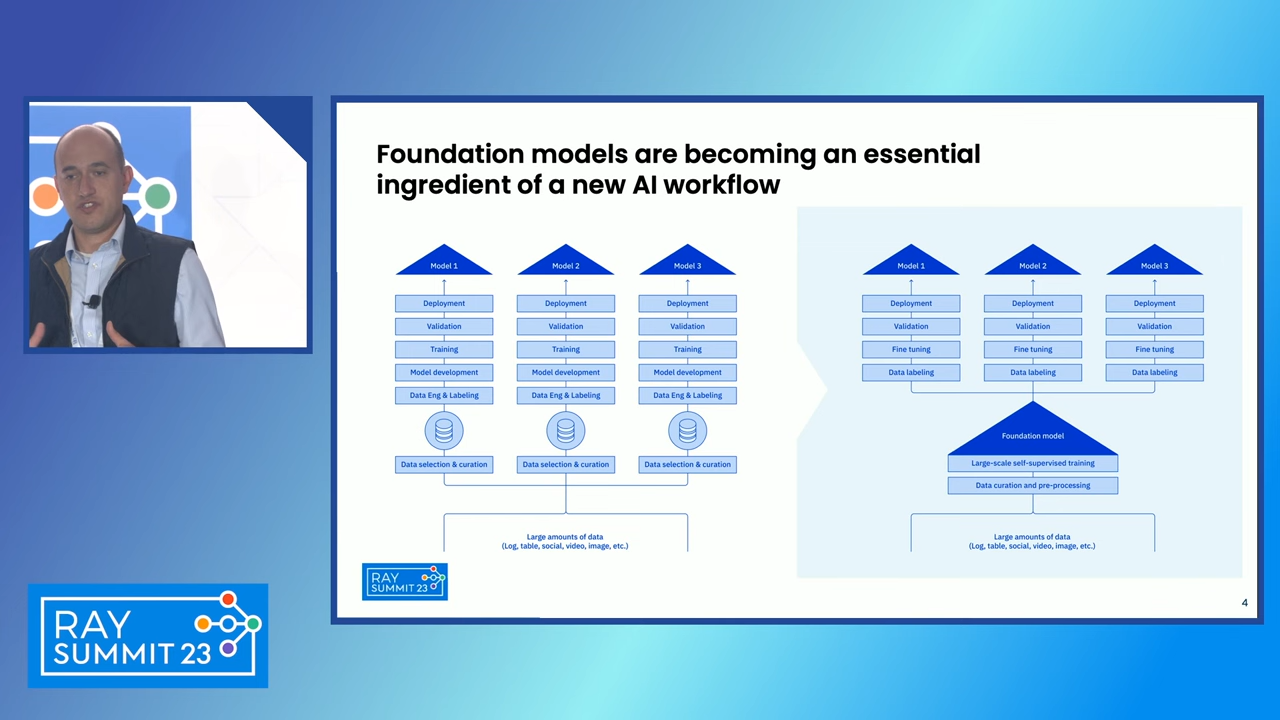 Foundation models are becoming an essential
ingredient of a new AI workflow
Model 1
Model 2
Model 3
Deployment
Deployment
Deployment
Validation
Validation
Validation
Training
Training
Training
Model development
Model development
Model development
Data Eng & Labeling
Data Eng & Labeling
Data Eng & Labeling
Data selection & curation
Data selection & curation
Data selection & curation
Large amounts of data
(Log, table, social, video, image, etc.)
Model 1
Model 2
Model 3
Deployment
Deployment
Deployment
Validation
Validation
Validation
Fine tuning
Fine tuning
Fine tuning
Data labeling
Data labeling
Data labeling
Foundation model
Large-scale self-supervised training
Data curation and pre-processing
Large amounts of data
(Log, table, social, video, image, etc.)
RAY
SUMMIT 23
4
RAY
SUMMIT 23